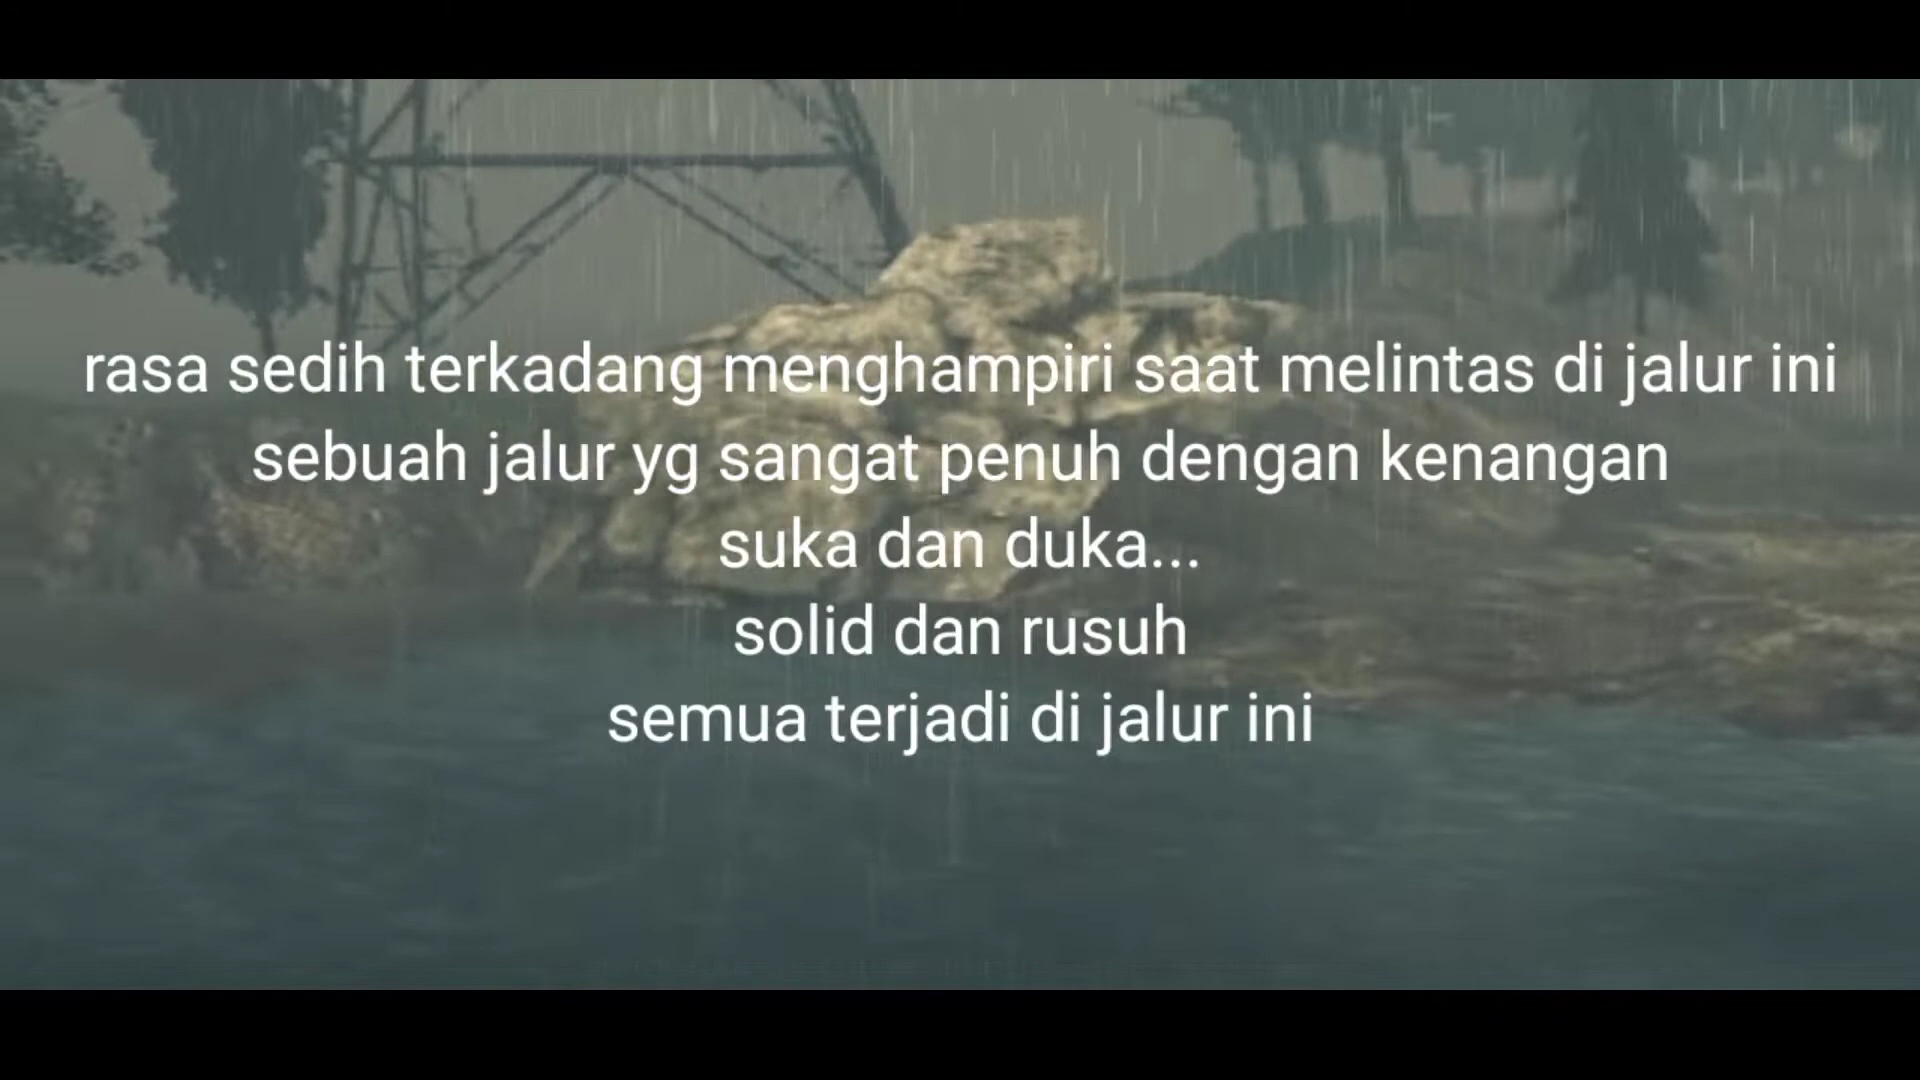 rasa sedih terkadang menghampiri saat melintas di jalur ini
sebuah jalur yg sangat penuh dengan kenangan
suka dan duka...
solid dan rusuh
semua terjadi di jalur ini